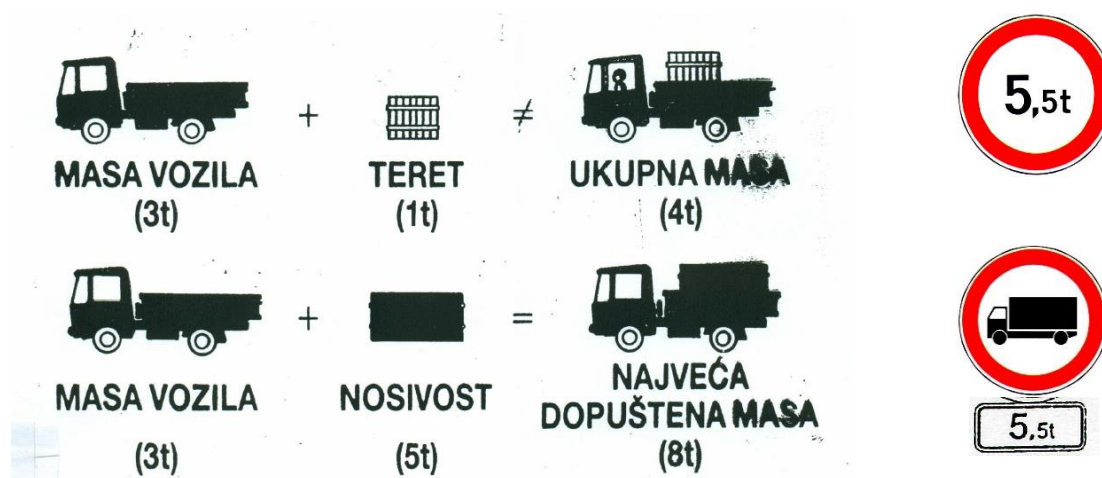 + + ≠
MASA VOZILA TERET UKUPNA MASA
(3t) (1t) (4t)
+ =
MASA VOZILA NOSIVOST NAJVEĆA
DOPUŠTENA MASA
(3t) (5t) (8t)
5,5t
5,5t